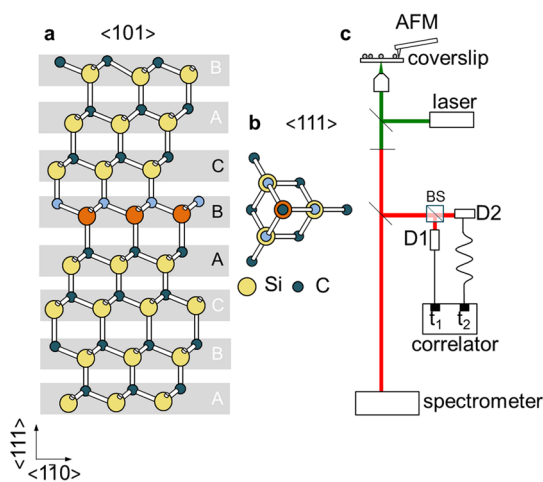 a
<101>
B
A
C
B
A
C
B
A
<111>
<1-10>
b
<111>
Si
C
c
AFM
coverslip
laser
BS
D2
D1
t₁
t₂
correlator
spectrometer